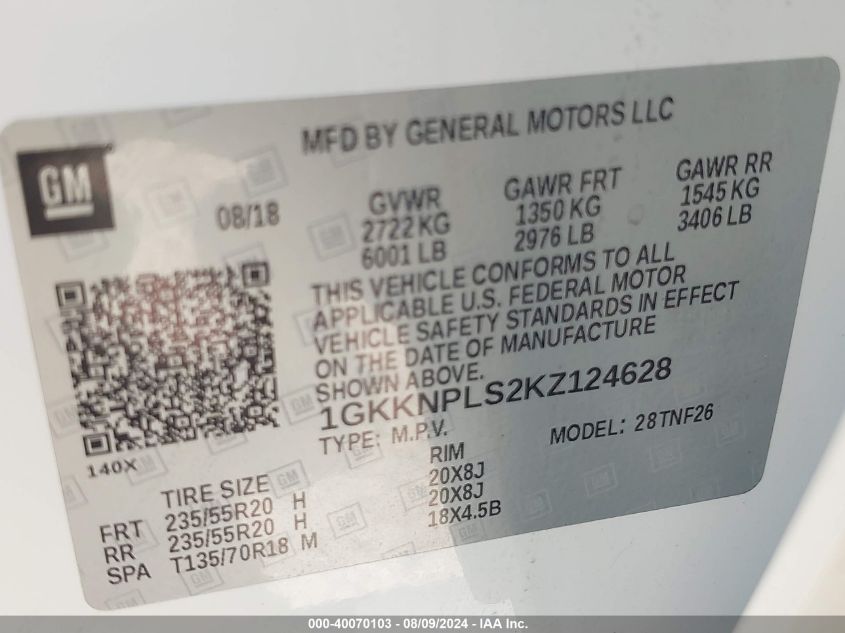 MFD BY GENERAL MOTORS LLC
GM
08/18
GVWR GAWR FRT GAWR RR
2722 KG 1350 KG 1545 KG
6001 LB 2976 LB 3406 LB
THIS VEHICLE CONFORMS TO ALL
APPLICABLE U.S. FEDERAL MOTOR
VEHICLE SAFETY STANDARDS IN EFFECT
ON THE DATE OF MANUFACTURE
SHOWN ABOVE.
1GKKNPLS2KZ124628
TYPE: M.P.V. MODEL: 28TNF26
140X
TIRE SIZE RIM
FRT 235/55R20 H 20X8J
RR 235/55R20 H 20X8J
SPA T135/70R18 M 18X4.5B
000-40070103 - 08/09/2024 - IAA Inc.